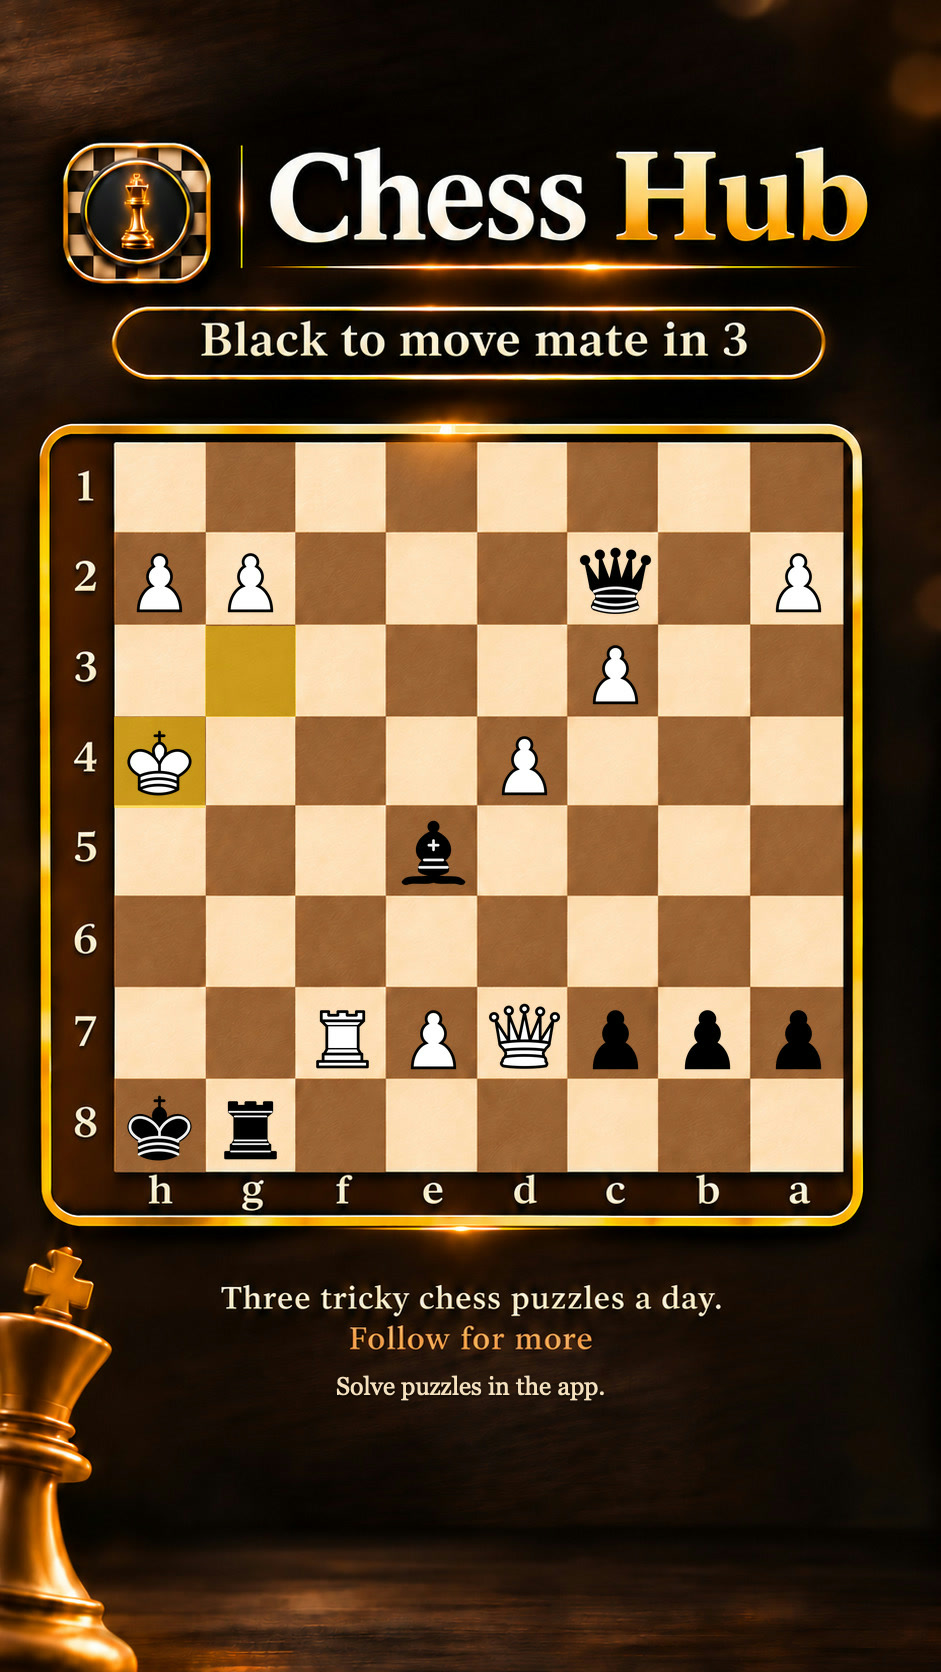 Chess Hub
Black to move mate in 3
1
2
3
4
5
6
7
8
h g f e d c b a
Three tricky chess puzzles a day.
Follow for more
Solve puzzles in the app.